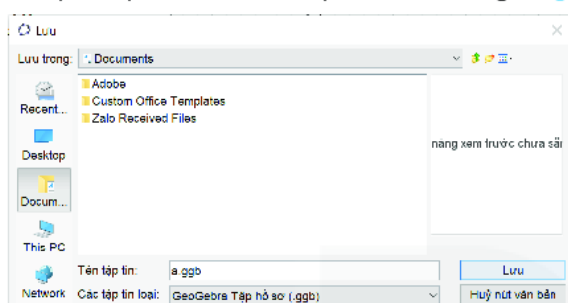 Lưu
Lưu trong: Documents
Recent...
Desktop
Docum...
This PC
Network
Adobe
Custom Office Templates
Zalo Received Files
năng xem trước chưa sẵn
Tên tập tin: a.ggb
Các tập tin loại: GeoGebra Tập hồ sơ (.ggb)
Lưu
Huỷ nút văn bản